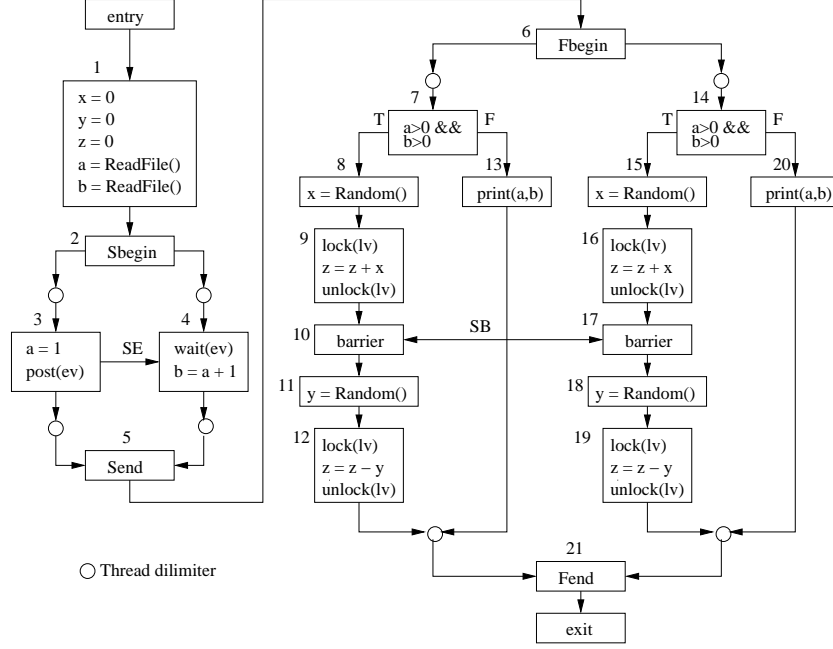 entry
1
x = 0
y = 0
z = 0
a = ReadFile()
b = ReadFile()
2
Sbegin
3
a = 1
post(ev)
SE
4
wait(ev)
b = a + 1
5
Send
Thread dilimiter
6
Fbegin
7
T
a>0 &&
b>0
F
8
x = Random()
13
print(a,b)
9
lock(lv)
z = z + x
unlock(lv)
10
barrier
SB
11
y = Random()
12
lock(lv)
z = z − y
unlock(lv)
14
T
a>0 &&
b>0
F
15
x = Random()
20
print(a,b)
16
lock(lv)
z = z + x
unlock(lv)
17
barrier
18
y = Random()
19
lock(lv)
z = z − y
unlock(lv)
21
Fend
exit